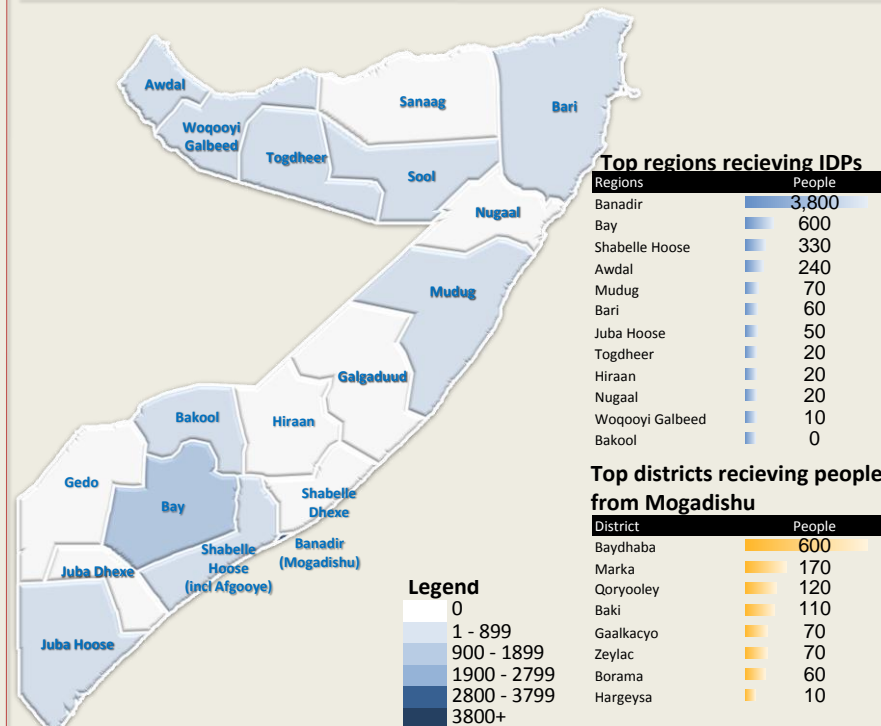 Awdal
Woqooyi
Galbeed
Togdheer
Sanaag
Sool
Bari
Nugaal
Mudug
Galgaduud
Hiraan
Bakool
Gedo
Bay
Shabelle
Dhexe
Banadir
(Mogadishu)
Shabelle
Hoose
(incl Afgooye)
Juba Dhexe
Juba Hoose
Legend
0
1 - 899
900 - 1899
1900 - 2799
2800 - 3799
3800+
Top regions recieving IDPs
Regions People
Banadir 3,800
Bay 600
Shabelle Hoose 330
Awdal 240
Mudug 70
Bari 60
Juba Hoose 50
Togdheer 20
Hiraan 20
Nugaal 20
Woqooyi Galbeed 10
Bakool 0
Top districts recieving people
from Mogadishu
District People
Baydhaba 600
Marka 170
Qoryooley 120
Baki 110
Gaalkacyo 70
Zeylac 70
Borama 60
Hargeysa 10